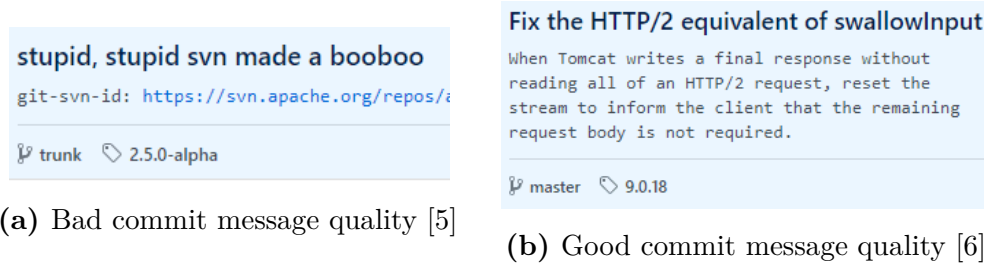 stupid, stupid svn made a booboo
git-svn-id: https://svn.apache.org/repos/
trunk 2.5.0-alpha
(a) Bad commit message quality [5]
Fix the HTTP/2 equivalent of swallowInput
When Tomcat writes a final response without
reading all of an HTTP/2 request, reset the
stream to inform the client that the remaining
request body is not required.
master 9.0.18
(b) Good commit message quality [6]